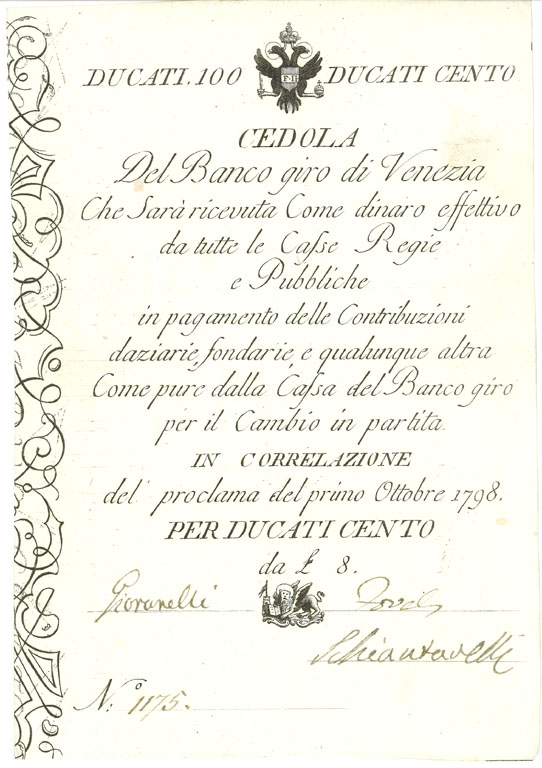 DUCATI. 100 F·II DUCATI CENTO
CEDOLA
Del Banco giro di Venezia
Che Sarà ricevuta Come dinaro effettivo
da tutte le Caſse Regie
e Pubbliche
in pagamento delle Contribuzioni
daziarie, fondarie, e qualunque altra
Come pure dalla Caſsa del Banco giro
per il Cambio in partita.
IN CORRELAZIONE
del proclama del primo Ottobre 1798.
PER DUCATI CENTO
da £ 8.
Giovanelli
Schiantarelli
N.º 1175.